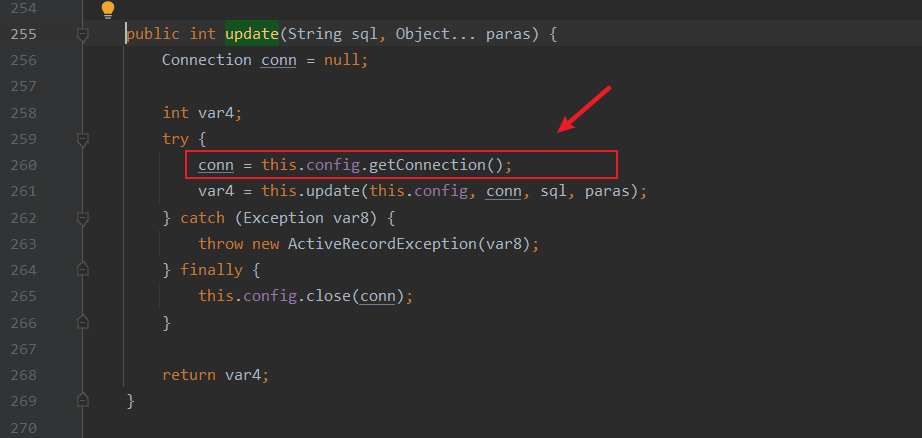 254
255 public int update(String sql, Object... paras) {
256 Connection conn = null;
257
258 int var4;
259 try {
260 conn = this.config.getConnection();
261 var4 = this.update(this.config, conn, sql, paras);
262 } catch (Exception var8) {
263 throw new ActiveRecordException(var8);
264 } finally {
265 this.config.close(conn);
266 }
267
268 return var4;
269 }
270